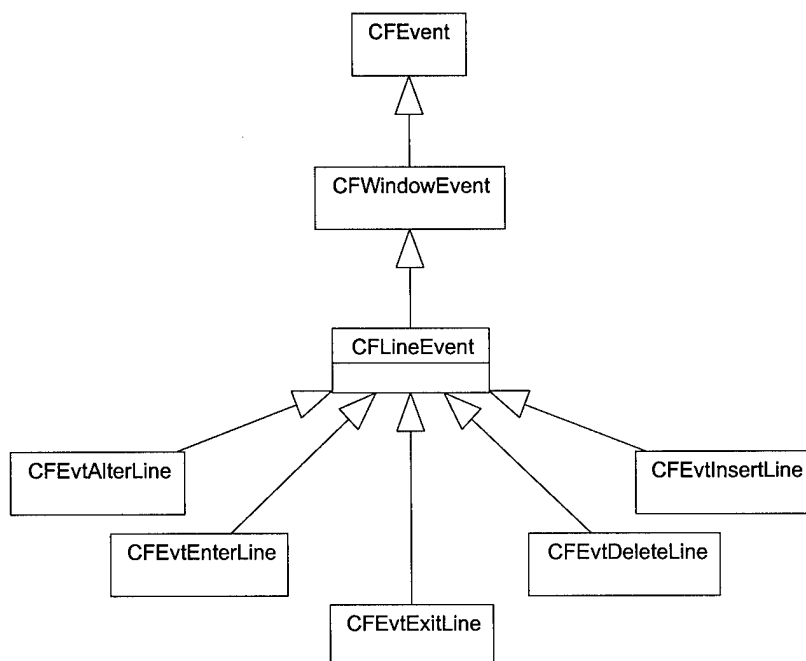 CFEvent
CFWindowEvent
CFLineEvent
CFEvtAlterLine
CFEvtInsertLine
CFEvtEnterLine
CFEvtDeleteLine
CFEvtExitLine